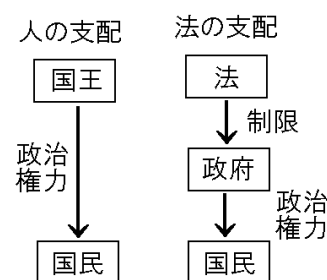 人の支配
国王
政治
権力
国民
法の支配
法
制限
政府
政治
権力
国民